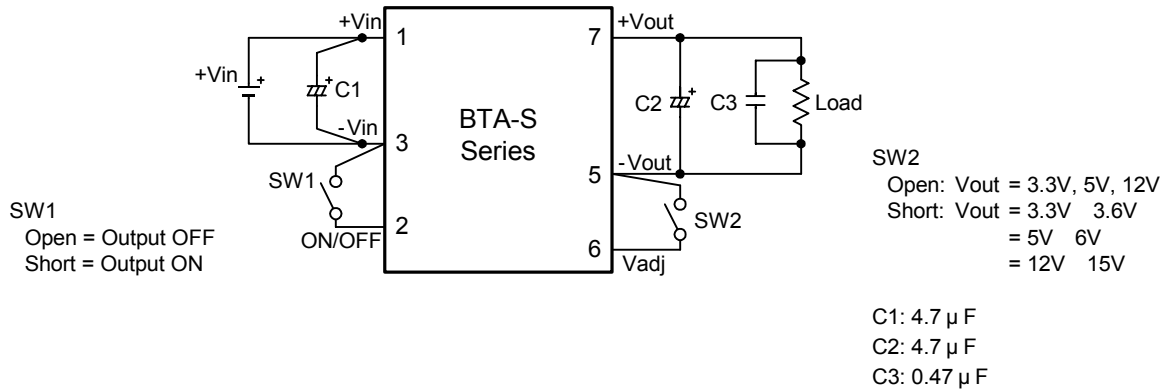 +Vin
1
+Vin
+
+
C1
-Vin
3
SW1
2
ON/OFF
BTA-S
Series
+Vout
7
+
C2
C3
Load
-Vout
5
SW2
6
Vadj
SW1
Open = Output OFF
Short = Output ON
SW2
Open: Vout = 3.3V, 5V, 12V
Short: Vout = 3.3V 3.6V
= 5V 6V
= 12V 15V
C1: 4.7 μ F
C2: 4.7 μ F
C3: 0.47 μ F